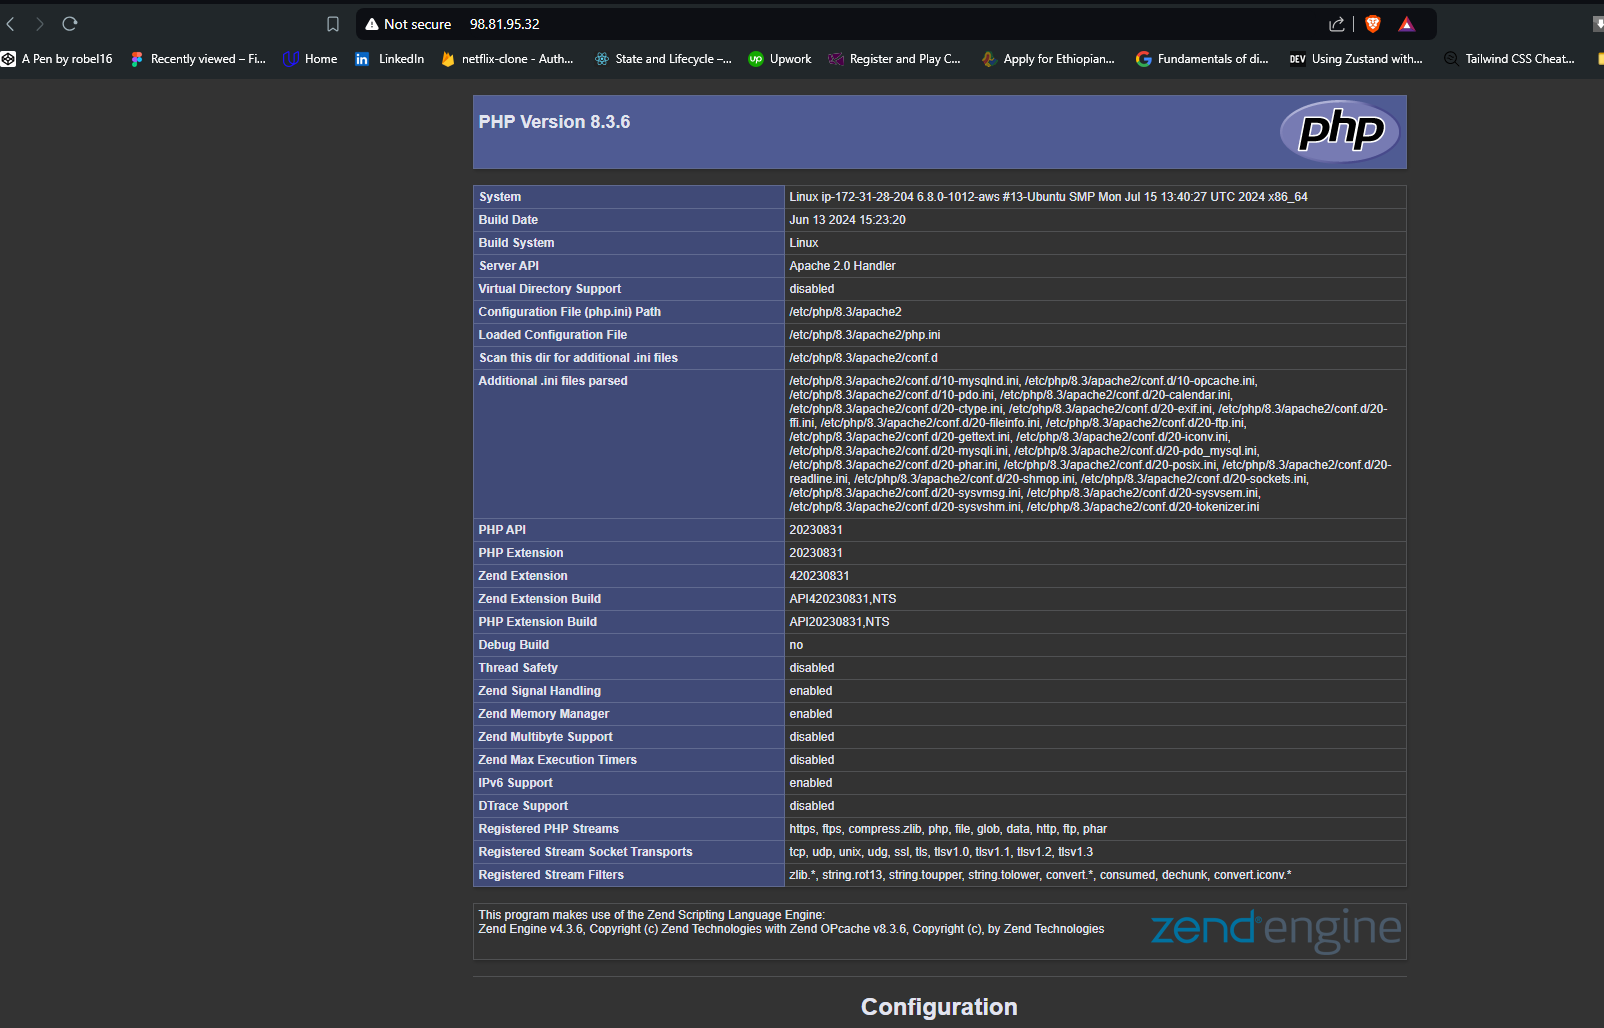 Not secure 98.81.95.32
A Pen by robel16 Recently viewed – Fi... Home LinkedIn netflix-clone - Auth... State and Lifecycle –... Upwork Register and Play C... Apply for Ethiopian... Fundamentals of di... DEV Using Zustand with... Tailwind CSS Cheat...
PHP Version 8.3.6
php
System Linux ip-172-31-28-204 6.8.0-1012-aws #13-Ubuntu SMP Mon Jul 15 13:40:27 UTC 2024 x86_64
Build Date Jun 13 2024 15:23:20
Build System Linux
Server API Apache 2.0 Handler
Virtual Directory Support disabled
Configuration File (php.ini) Path /etc/php/8.3/apache2
Loaded Configuration File /etc/php/8.3/apache2/php.ini
Scan this dir for additional .ini files /etc/php/8.3/apache2/conf.d
Additional .ini files parsed /etc/php/8.3/apache2/conf.d/10-mysqlnd.ini, /etc/php/8.3/apache2/conf.d/10-opcache.ini,
/etc/php/8.3/apache2/conf.d/10-pdo.ini, /etc/php/8.3/apache2/conf.d/20-calendar.ini,
/etc/php/8.3/apache2/conf.d/20-ctype.ini, /etc/php/8.3/apache2/conf.d/20-exif.ini, /etc/php/8.3/apache2/conf.d/20-
ffi.ini, /etc/php/8.3/apache2/conf.d/20-fileinfo.ini, /etc/php/8.3/apache2/conf.d/20-ftp.ini,
/etc/php/8.3/apache2/conf.d/20-gettext.ini, /etc/php/8.3/apache2/conf.d/20-iconv.ini,
/etc/php/8.3/apache2/conf.d/20-mysqli.ini, /etc/php/8.3/apache2/conf.d/20-pdo_mysql.ini,
/etc/php/8.3/apache2/conf.d/20-phar.ini, /etc/php/8.3/apache2/conf.d/20-posix.ini, /etc/php/8.3/apache2/conf.d/20-
readline.ini, /etc/php/8.3/apache2/conf.d/20-shmop.ini, /etc/php/8.3/apache2/conf.d/20-sockets.ini,
/etc/php/8.3/apache2/conf.d/20-sysvmsg.ini, /etc/php/8.3/apache2/conf.d/20-sysvsem.ini,
/etc/php/8.3/apache2/conf.d/20-sysvshm.ini, /etc/php/8.3/apache2/conf.d/20-tokenizer.ini
PHP API 20230831
PHP Extension 20230831
Zend Extension 420230831
Zend Extension Build API420230831,NTS
PHP Extension Build API20230831,NTS
Debug Build no
Thread Safety disabled
Zend Signal Handling enabled
Zend Memory Manager enabled
Zend Multibyte Support disabled
Zend Max Execution Timers disabled
IPv6 Support enabled
DTrace Support disabled
Registered PHP Streams https, ftps, compress.zlib, php, file, glob, data, http, ftp, phar
Registered Stream Socket Transports tcp, udp, unix, udg, ssl, tls, tlsv1.0, tlsv1.1, tlsv1.2, tlsv1.3
Registered Stream Filters zlib.*, string.rot13, string.toupper, string.tolower, convert.*, consumed, dechunk, convert.iconv.*
This program makes use of the Zend Scripting Language Engine:
Zend Engine v4.3.6, Copyright (c) Zend Technologies with Zend OPcache v8.3.6, Copyright (c), by Zend Technologies
zend engine
Configuration